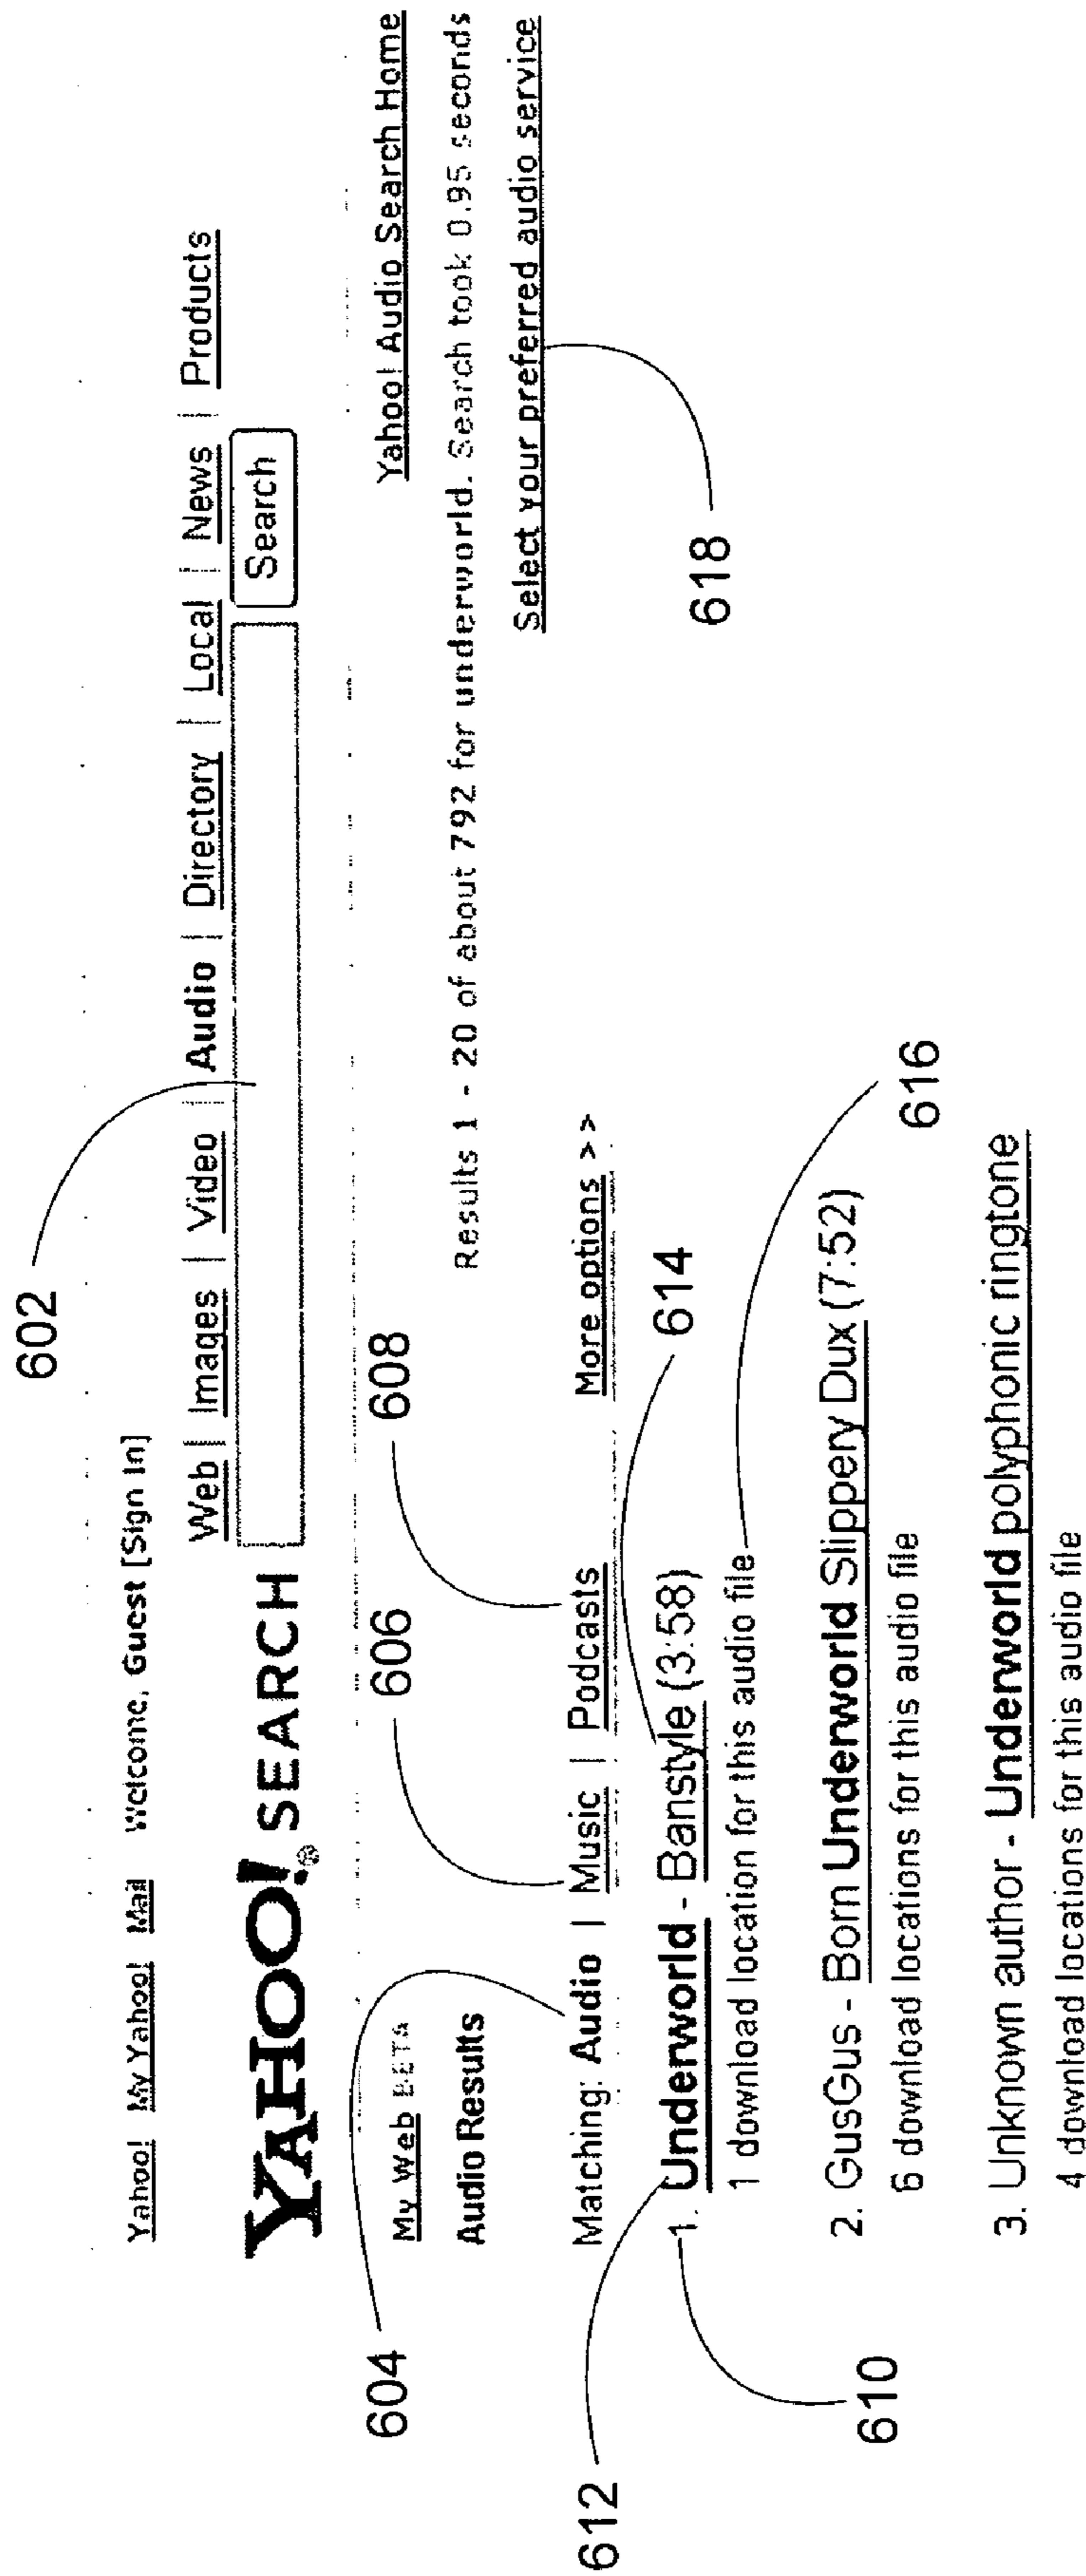 602
Yahoo! My Yahoo! Mail Welcome, Guest [Sign In]
Web | Images | Video | Audio | Directory | Local | News | Products
YAHOO!® SEARCH Search
604 606 608
My Web BETA Yahoo! Audio Search Home
Audio Results Results 1 - 20 of about 792 for underworld. Search took 0.95 seconds
Select your preferred audio service
Matching: Audio | Music | Podcasts More options >>
612 614 618
1. Underworld - Banstyle (3:58)
1 download location for this audio file
610 616
2. GusGus - Born Underworld Slippery Dux (7:52)
6 download locations for this audio file
3. Unknown author - Underworld polyphonic ringtone
4 download locations for this audio file